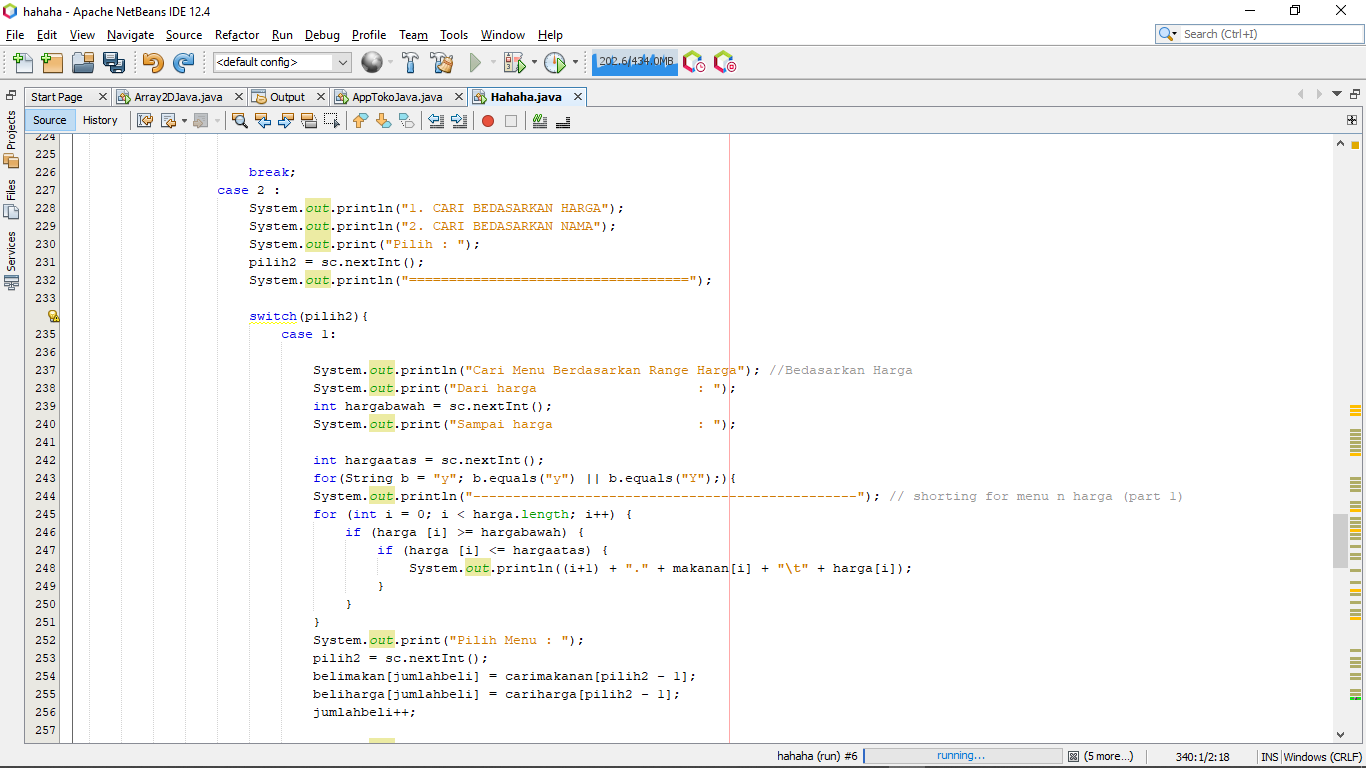 hahaha - Apache NetBeans IDE 12.4
File Edit View Navigate Source Refactor Run Debug Profile Team Tools Window Help
Search (Ctrl+I)
<default config>
202.6/434.0MB
Start Page Array2DJava.java Output AppTokoJava.java Hahaha.java
Source History
Projects
Files
Services
224
225
226 break;
227 case 2 :
228 System.out.println("1. CARI BEDASARKAN HARGA");
229 System.out.println("2. CARI BEDASARKAN NAMA");
230 System.out.print("Pilih : ");
231 pilih2 = sc.nextInt();
232 System.out.println("===================================");
233
switch(pilih2){
235 case 1:
236
237 System.out.println("Cari Menu Berdasarkan Range Harga"); //Bedasarkan Harga
238 System.out.print("Dari harga                    : ");
239 int hargabawah = sc.nextInt();
240 System.out.print("Sampai harga                  : ");
241
242 int hargaatas = sc.nextInt();
243 for(String b = "y"; b.equals("y") || b.equals("Y");){
244 System.out.println("------------------------------------------------"); // shorting for menu n harga (part 1)
245 for (int i = 0; i < harga.length; i++) {
246 if (harga [i] >= hargabawah) {
247 if (harga [i] <= hargaatas) {
248 System.out.println((i+1) + "." + makanan[i] + "\t" + harga[i]);
249 }
250 }
251 }
252 System.out.print("Pilih Menu : ");
253 pilih2 = sc.nextInt();
254 belimakan[jumlahbeli] = carimakanan[pilih2 - 1];
255 beliharga[jumlahbeli] = cariharga[pilih2 - 1];
256 jumlahbeli++;
257
hahaha (run) #6 running... (5 more...) 340:1/2:18 INS Windows (CRLF)